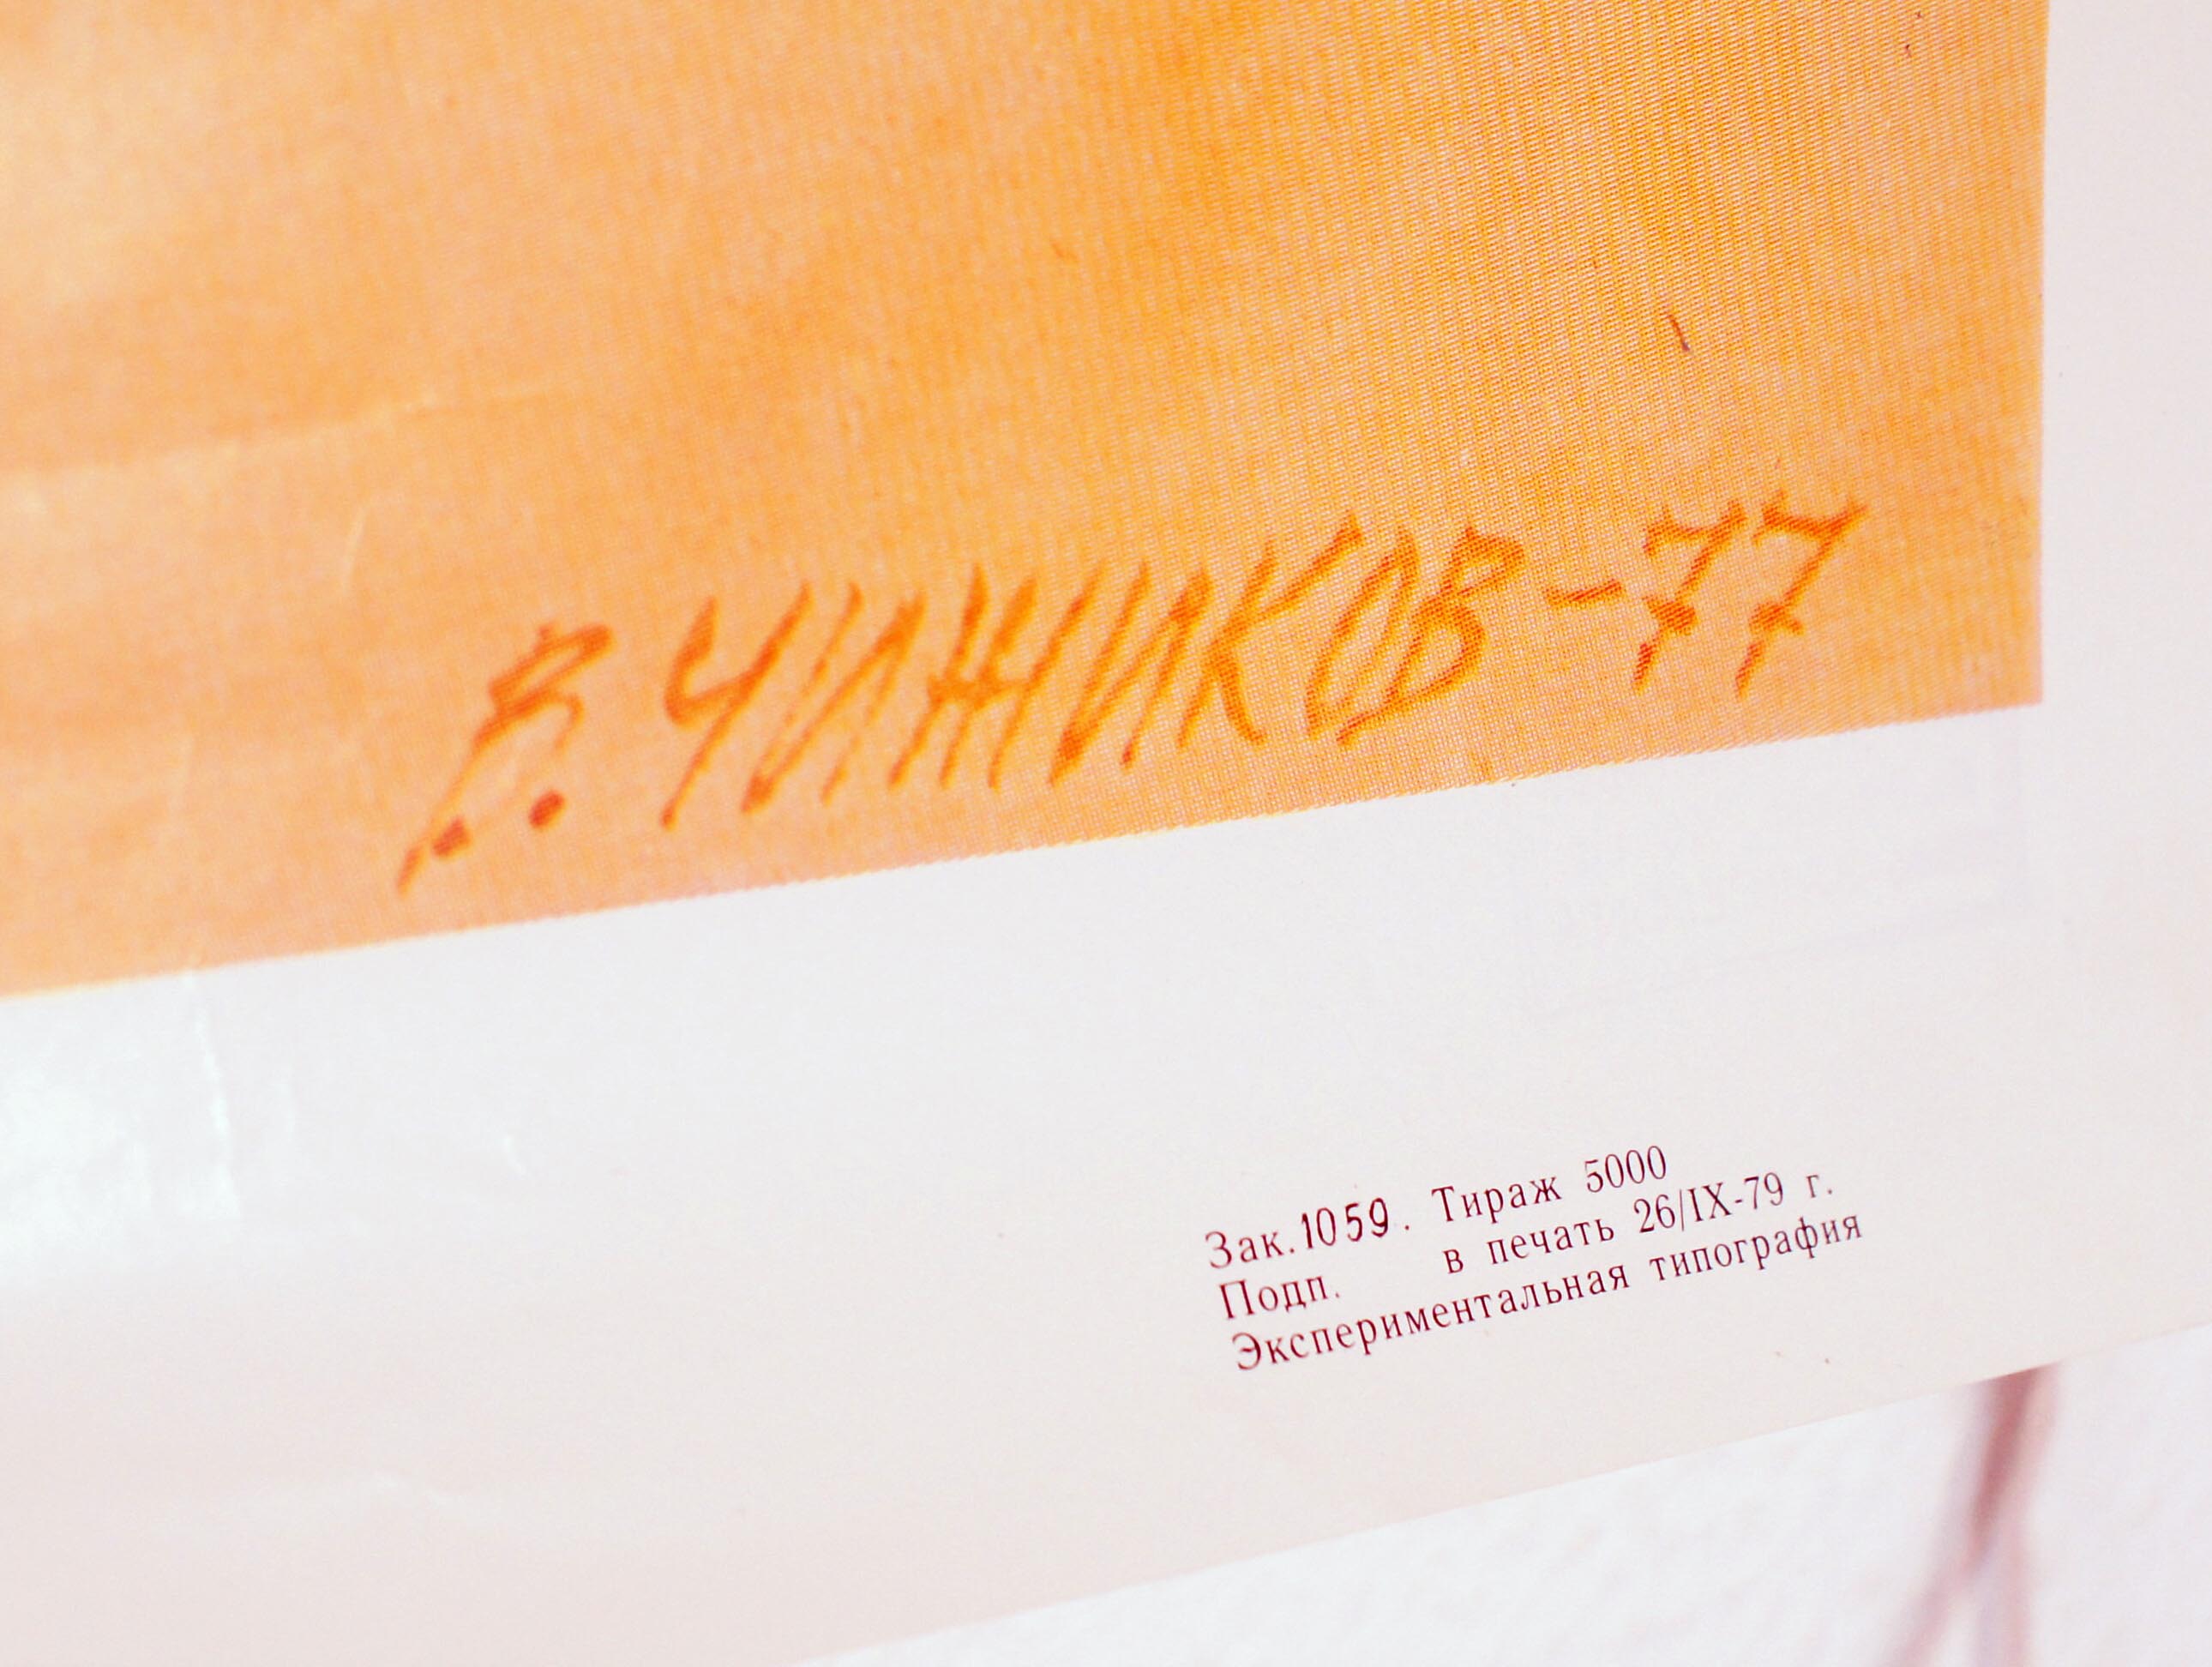 В. ЧИЖИКОВ-77
Зак.1059. Тираж 5000
Подп. в печать 26/IX-79 г.
Экспериментальная типография